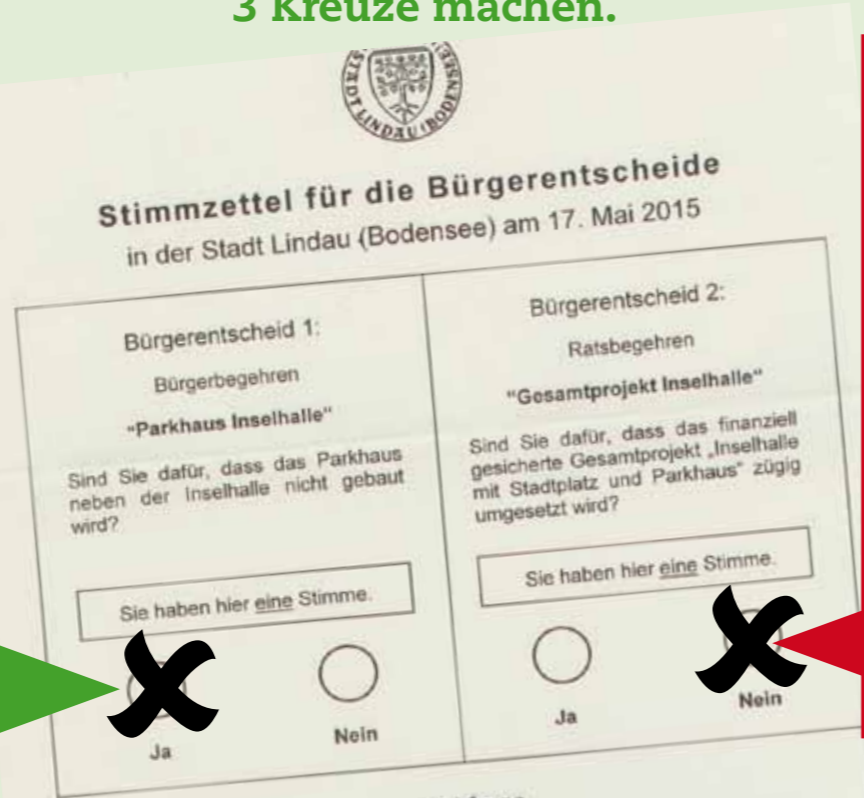 3 Kreuze machen.
STADT LINDAU (BODENSEE)
Stimmzettel für die Bürgerentscheide
in der Stadt Lindau (Bodensee) am 17. Mai 2015
Bürgerentscheid 1:
Bürgerbegehren
"Parkhaus Inselhalle"
Sind Sie dafür, dass das Parkhaus
neben der Inselhalle nicht gebaut
wird?
Sie haben hier eine Stimme.
Ja
Nein
Bürgerentscheid 2:
Ratsbegehren
"Gesamtprojekt Inselhalle"
Sind Sie dafür, dass das finanziell
gesicherte Gesamtprojekt „Inselhalle
mit Stadtplatz und Parkhaus" zügig
umgesetzt wird?
Sie haben hier eine Stimme.
Ja
Nein